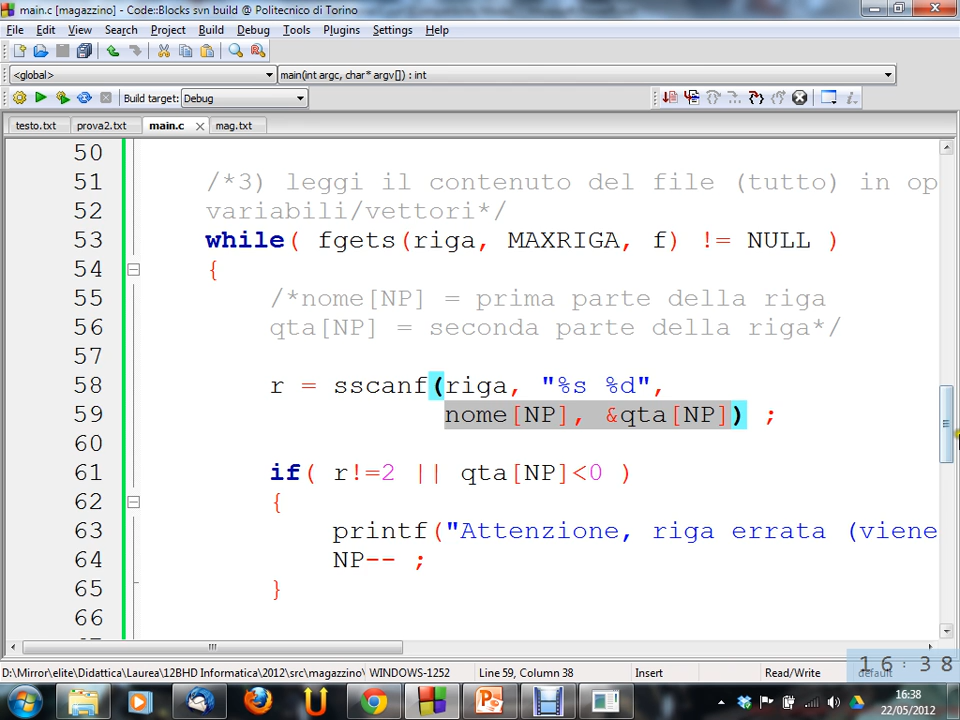 main.c [magazzino] - Code::Blocks svn build @ Politecnico di Torino
File Edit View Search Project Build Debug Tools Plugins Settings Help
<global> main(int argc, char* argv[]) : int
Build target: Debug
testo.txt prova2.txt main.c mag.txt
50
51 /*3) leggi il contenuto del file (tutto) in op
52 variabili/vettori*/
53 while( fgets(riga, MAXRIGA, f) != NULL )
54 {
55 /*nome[NP] = prima parte della riga
56 qta[NP] = seconda parte della riga*/
57
58 r = sscanf(riga, "%s %d",
59 nome[NP], &qta[NP]) ;
60
61 if( r!=2 || qta[NP]<0 )
62 {
63 printf("Attenzione, riga errata (viene
64 NP-- ;
65 }
66
D:\Mirror\elite\Didattica\Laurea\12BHD Informatica\2012\src\magazzino\ WINDOWS-1252 Line 59, Column 38 Insert Read/Write default
16:38
16:38
22/05/2012